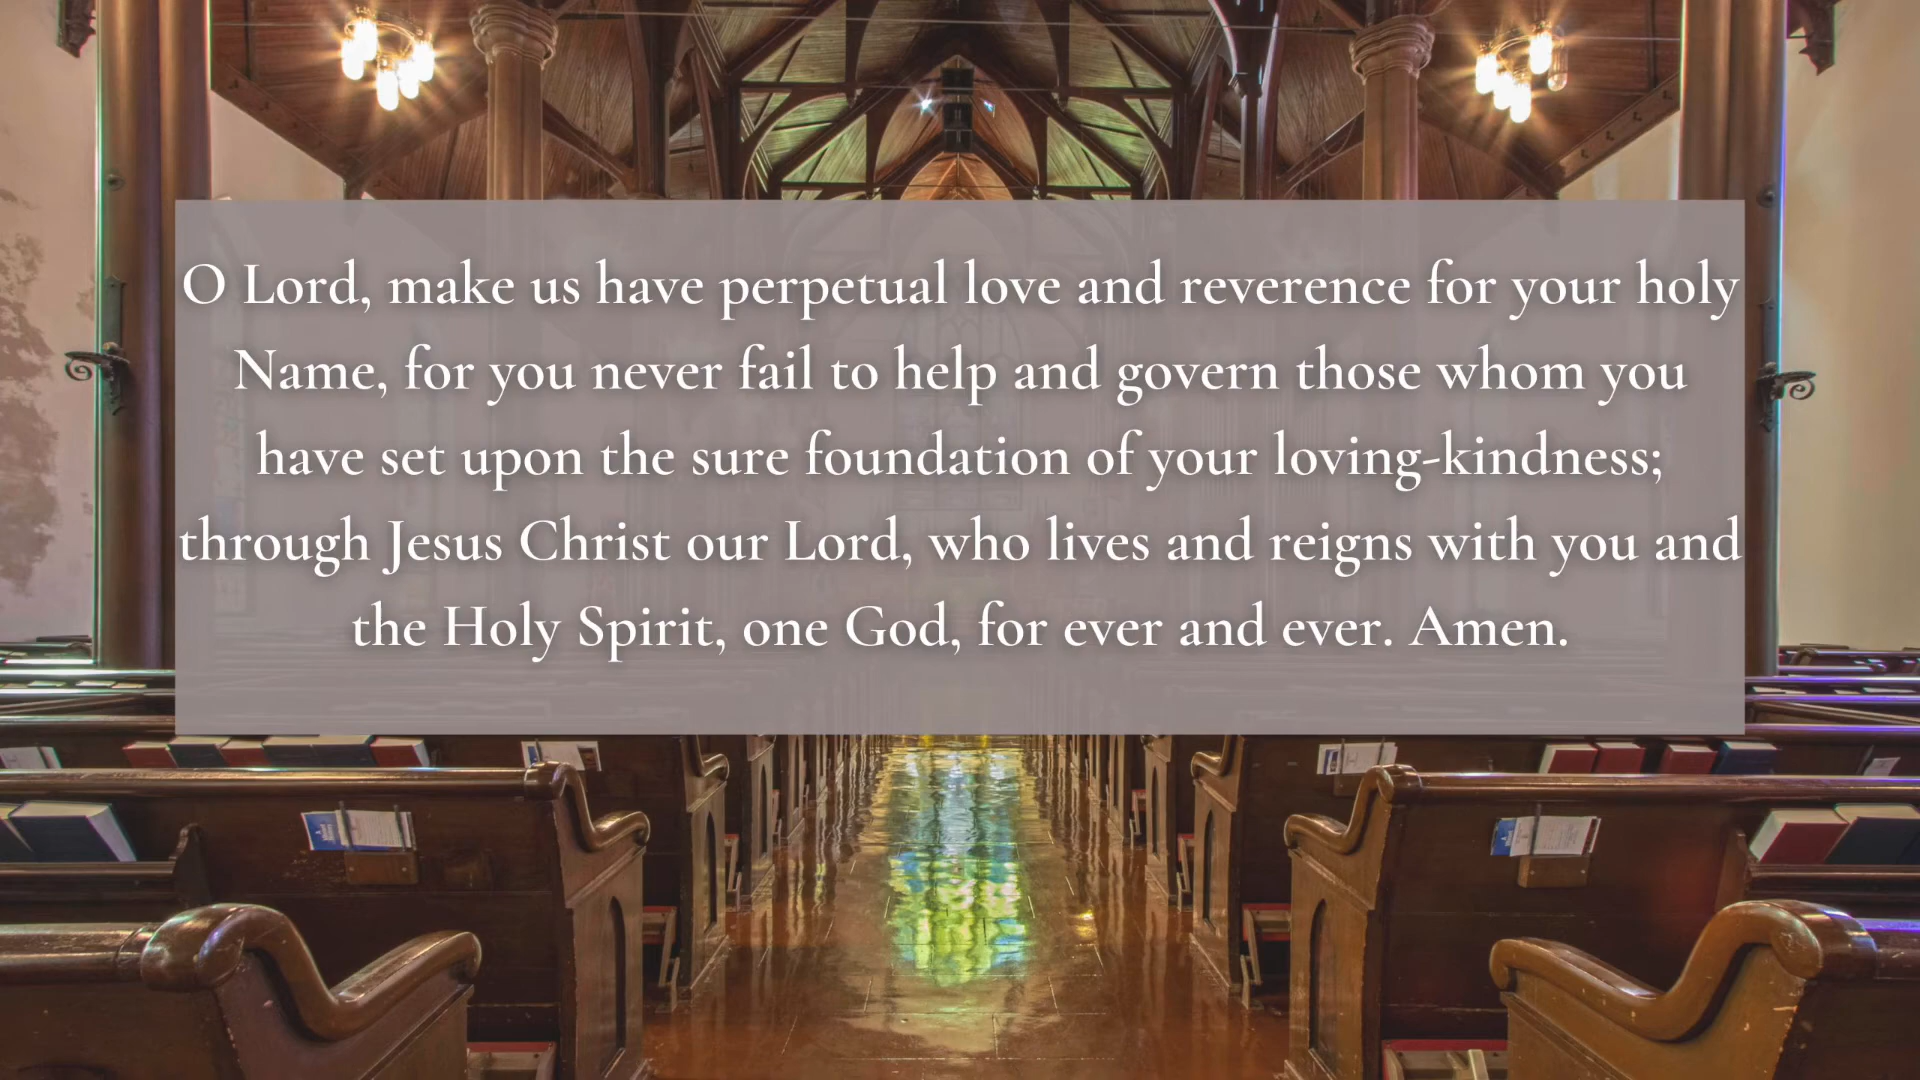 O Lord, make us have perpetual love and reverence for your holy
Name, for you never fail to help and govern those whom you
have set upon the sure foundation of your loving-kindness;
through Jesus Christ our Lord, who lives and reigns with you and
the Holy Spirit, one God, for ever and ever. Amen.